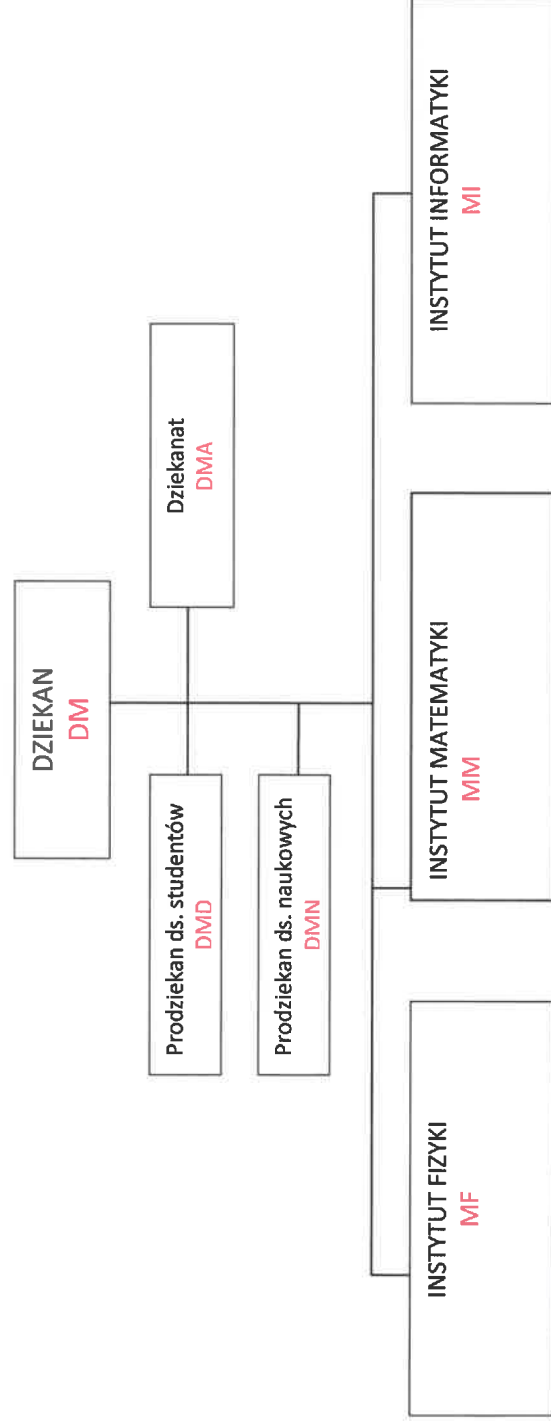 DZIEKAN
DM
Dziekanat
DMA
Prodziekan ds. studentów
DMD
Prodziekan ds. naukowych
DMN
INSTYTUT FIZYKI
MF
INSTYTUT MATEMATYKI
MM
INSTYTUT INFORMATYKI
MI